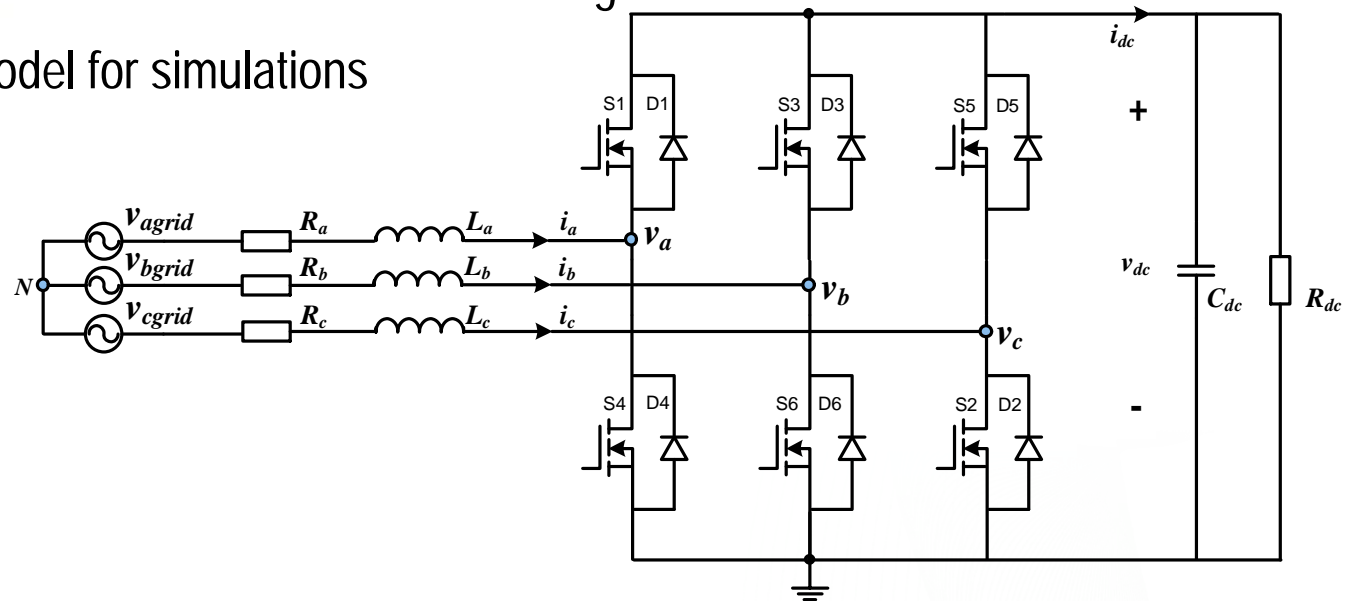 g
odel for simulations
i_dc
S1 D1 S3 D3 S5 D5
+
v_agrid R_a L_a i_a v_a
v_bgrid R_b L_b i_b v_b
N
v_cgrid R_c L_c i_c v_c
v_dc C_dc R_dc
S4 D4 S6 D6 S2 D2
-